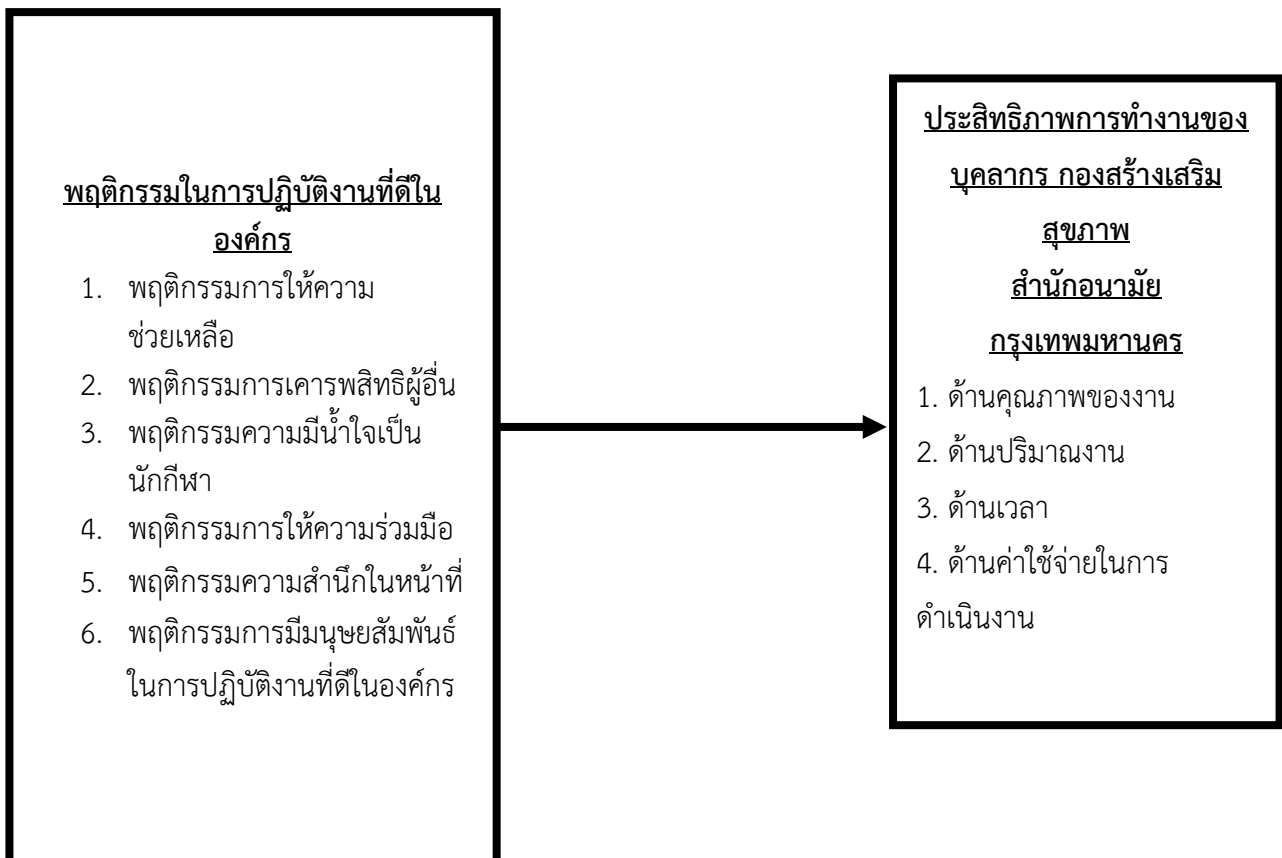 พฤติกรรมในการปฏิบัติงานที่ดีใน
องค์กร
1. พฤติกรรมการให้ความ
ช่วยเหลือ
2. พฤติกรรมการเคารพสิทธิผู้อื่น
3. พฤติกรรมความมีน้ำใจเป็น
นักกีฬา
4. พฤติกรรมการให้ความร่วมมือ
5. พฤติกรรมความสำนึกในหน้าที่
6. พฤติกรรมการมีมนุษยสัมพันธ์
ในการปฏิบัติงานที่ดีในองค์กร
ประสิทธิภาพการทำงานของ
บุคลากร กองสร้างเสริม
สุขภาพ
สำนักอนามัย
กรุงเทพมหานคร
1. ด้านคุณภาพของงาน
2. ด้านปริมาณงาน
3. ด้านเวลา
4. ด้านค่าใช้จ่ายในการ
ดำเนินงาน